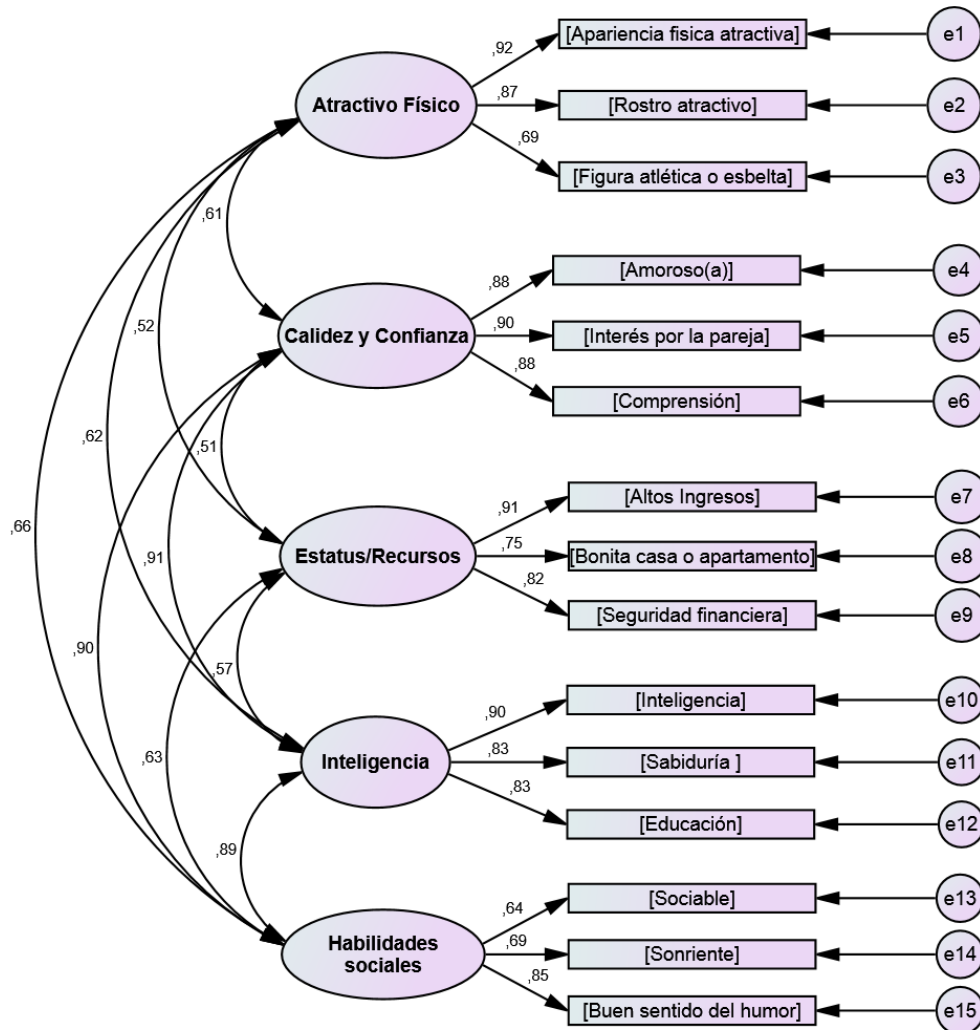 ,92
[Apariencia fisica atractiva]
e1
Atractivo Físico
,87
[Rostro atractivo]
e2
,69
[Figura atlética o esbelta]
e3
,61
,88
[Amoroso(a)]
e4
Calidez y Confianza
,90
[Interés por la pareja]
e5
,52
,88
[Comprensión]
e6
,62
,51
,91
[Altos Ingresos]
e7
,66
Estatus/Recursos
,75
[Bonita casa o apartamento]
e8
,91
,82
[Seguridad financiera]
e9
,90
,57
,90
[Inteligencia]
e10
,63
Inteligencia
,83
[Sabiduría ]
e11
,83
[Educación]
e12
,89
,64
[Sociable]
e13
Habilidades
sociales
,69
[Sonriente]
e14
,85
[Buen sentido del humor]
e15